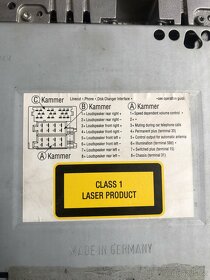 C Kammer
Lineout • Phone • Disk Changer Interface •
B Kammer
1 = Loudspeaker rear right +
2 = Loudspeaker rear right -
3 = Loudspeaker front right +
4 = Loudspeaker front right -
5 = Loudspeaker front left +
6 = Loudspeaker front left -
7 = Loudspeaker rear left +
8 = Loudspeaker rear left -
A Kammer
1 = Speed dependent volume control
2 =
3 = Muting during car telephone calls
4 = Permanent plus (terminal 30)
5 = Control output for automatic antenna
6 = Illumination (terminal 58)
7 = Switched plus (terminal 15)
8 = Chassis (terminal 31)
A Kammer
CLASS 1
LASER PRODUCT
MADE IN GERMANY